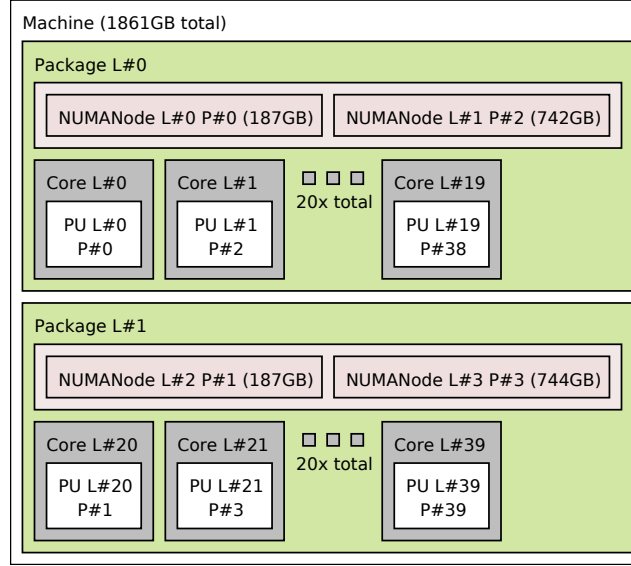 Machine (1861GB total)
Package L#0
NUMANode L#0 P#0 (187GB)
NUMANode L#1 P#2 (742GB)
Core L#0
PU L#0
P#0
Core L#1
PU L#1
P#2
20x total
Core L#19
PU L#19
P#38
Package L#1
NUMANode L#2 P#1 (187GB)
NUMANode L#3 P#3 (744GB)
Core L#20
PU L#20
P#1
Core L#21
PU L#21
P#3
20x total
Core L#39
PU L#39
P#39